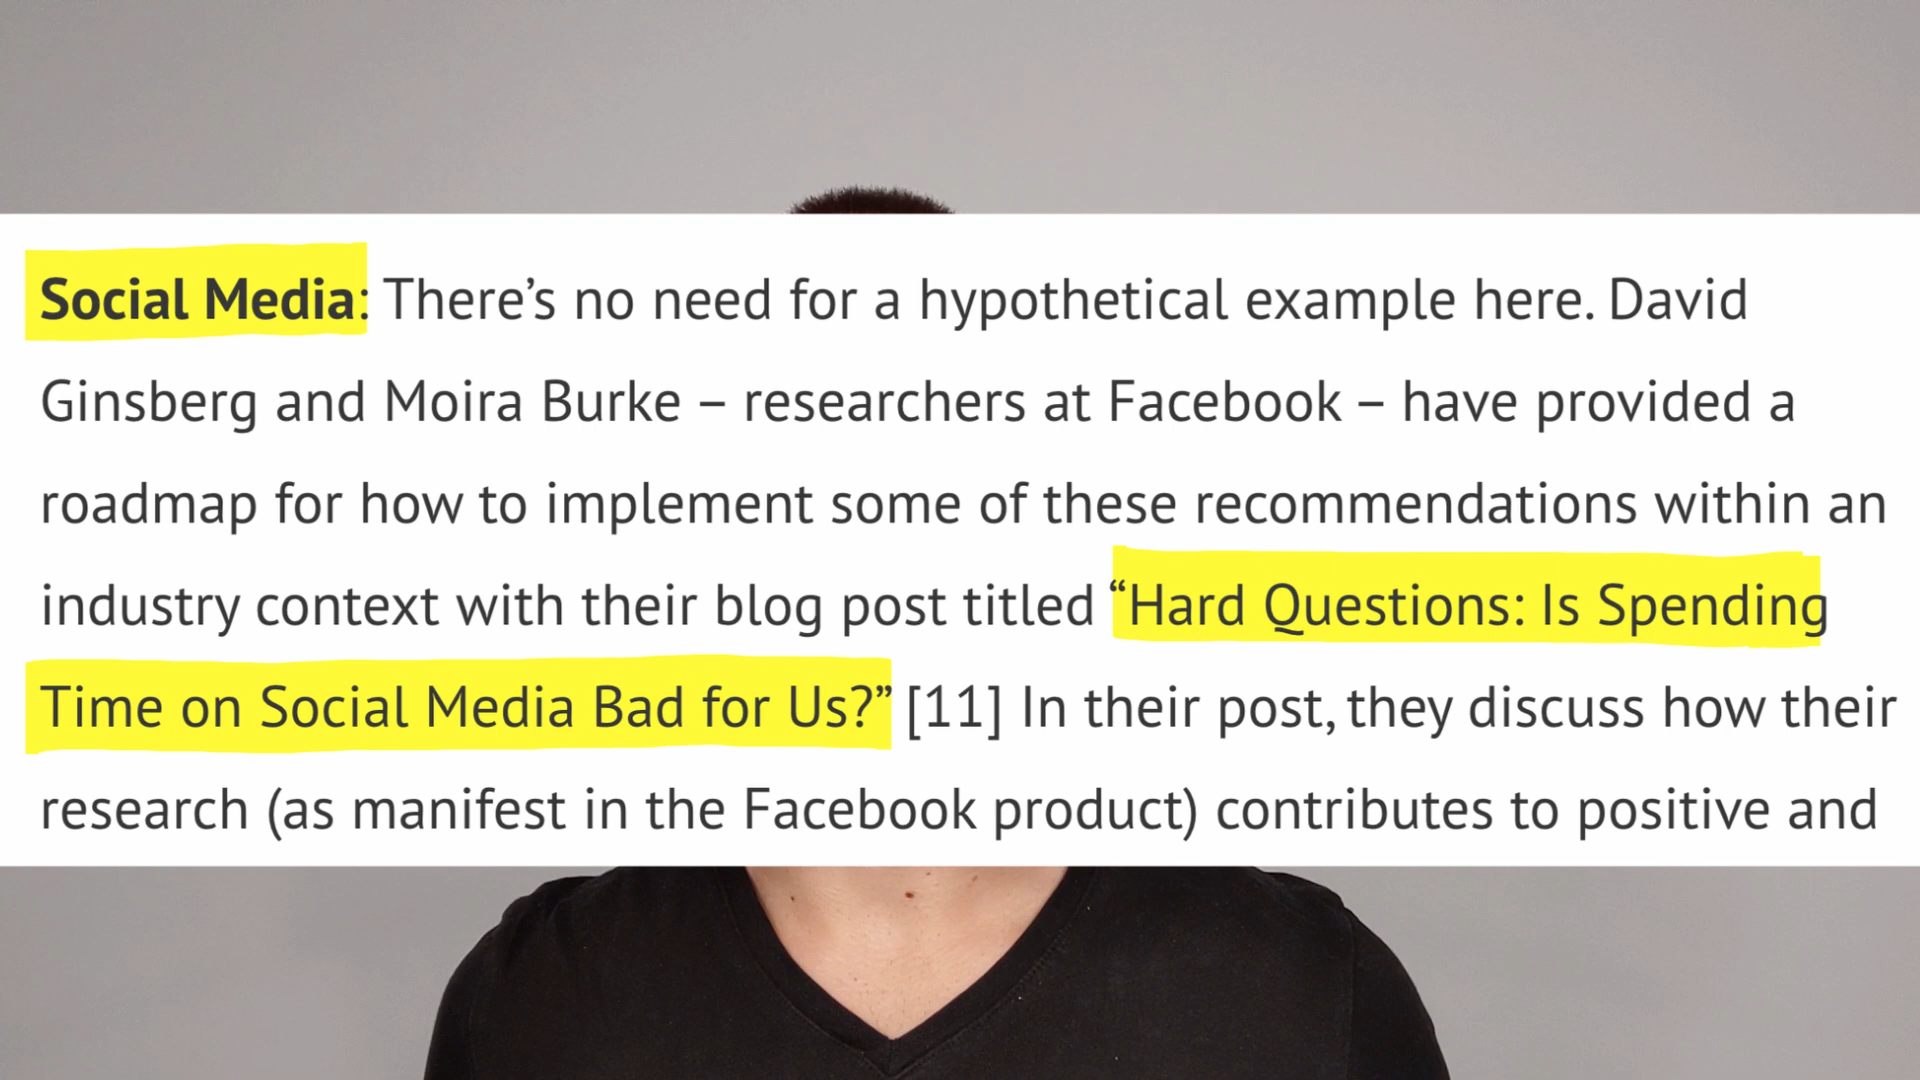 Social Media: There’s no need for a hypothetical example here. David
Ginsberg and Moira Burke – researchers at Facebook – have provided a
roadmap for how to implement some of these recommendations within an
industry context with their blog post titled “Hard Questions: Is Spending
Time on Social Media Bad for Us?” [11] In their post, they discuss how their
research (as manifest in the Facebook product) contributes to positive and